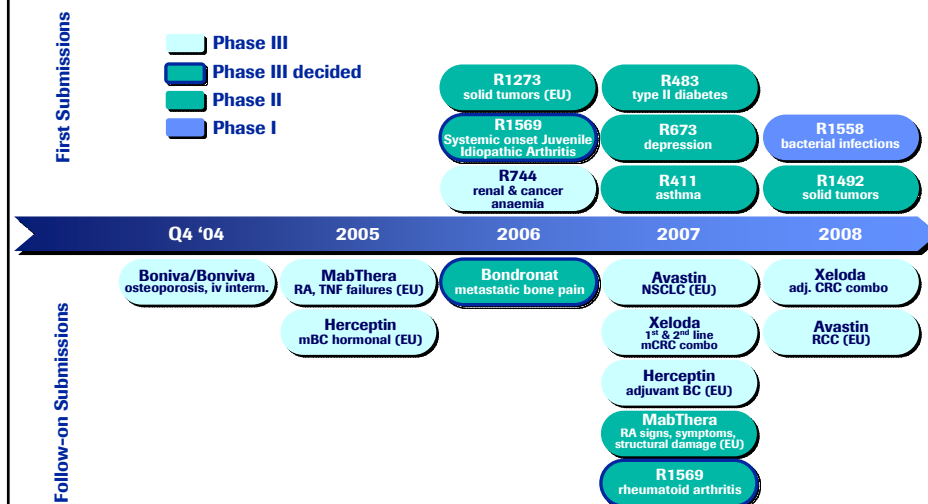 First Submissions
Phase III
Phase III decided
Phase II
Phase I
R1273
solid tumors (EU)
R1569
Systemic onset Juvenile
Idiopathic Arthritis
R744
renal & cancer
anaemia
R483
type II diabetes
R673
depression
R411
asthma
R1558
bacterial infections
R1492
solid tumors
Q4 ‘04
2005
2006
2007
2008
Follow-on Submissions
Boniva/Bonviva
osteoporosis, iv interm.
MabThera
RA, TNF failures (EU)
Herceptin
mBC hormonal (EU)
Bondronat
metastatic bone pain
Avastin
NSCLC (EU)
Xeloda
1st & 2nd line
mCRC combo
Herceptin
adjuvant BC (EU)
MabThera
RA signs, symptoms,
structural damage (EU)
R1569
rheumatoid arthritis
Xeloda
adj. CRC combo
Avastin
RCC (EU)